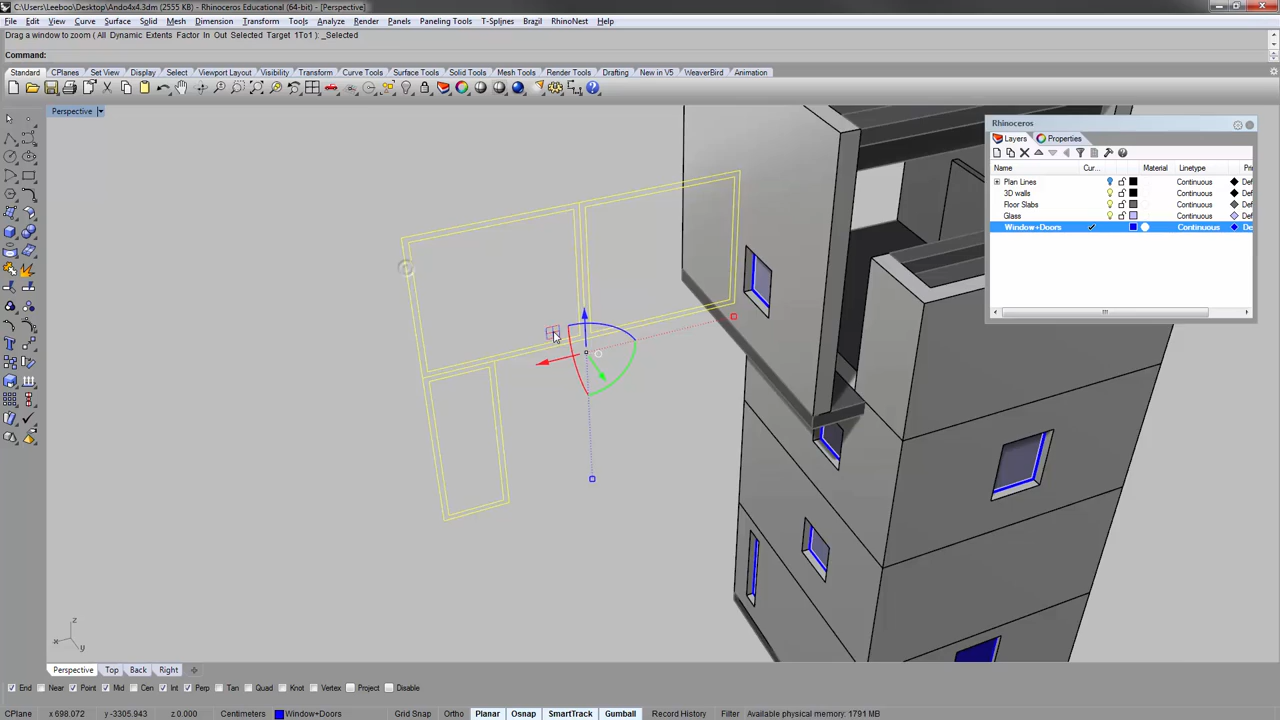 C:\Users\Leeboo\Desktop\Ando4x4.3dm (2555 KB) - Rhinoceros Educational (64-bit) - [Perspective]
File Edit View Curve Surface Solid Mesh Dimension Transform Tools Analyze Render Panels Paneling Tools T-Splines Brazil RhinoNest Help
Drag a window to zoom ( All Dynamic Extents Factor In Out Selected Target 1To1 ): _Selected
Command:
Standard CPlanes Set View Display Select Viewport Layout Visibility Transform Curve Tools Surface Tools Solid Tools Mesh Tools Render Tools Drafting New in V5 WeaverBird Animation
Perspective
Rhinoceros
Layers Properties
Name Cur... Material Linetype Pri
Plan Lines Continuous Def
3D walls Continuous Def
Floor Slabs Continuous Def
Glass Continuous Def
Window+Doors Continuous De
z
x
y
Perspective Top Back Right
End Near Point Mid Cen Int Perp Tan Quad Knot Vertex Project Disable
CPlane x 698.072 y -3305.943 z 0.000 Centimeters Window+Doors Grid Snap Ortho Planar Osnap SmartTrack Gumball Record History Filter Available physical memory: 1791 MB